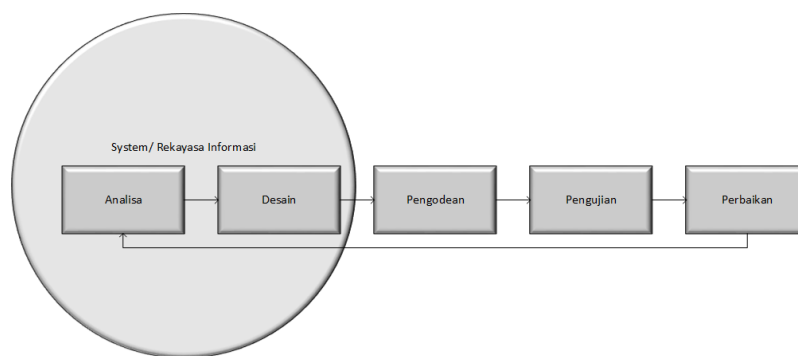 System/ Rekayasa Informasi
Analisa
Desain
Pengodean
Pengujian
Perbaikan